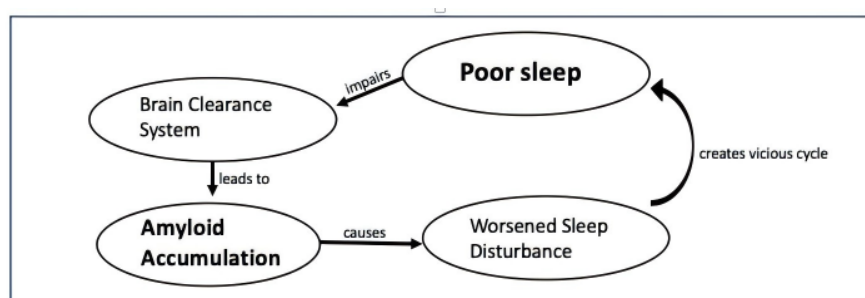 Poor sleep
impairs
Brain Clearance
System
leads to
Amyloid
Accumulation
causes
Worsened Sleep
Disturbance
creates vicious cycle